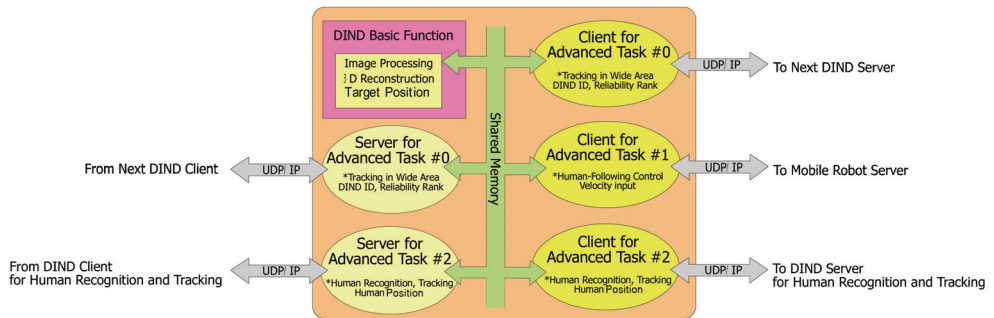 DIND Basic Function
Image Processing
3D Reconstruction
Target Position
Client for
Advanced Task #0
*Tracking in Wide Area
DIND ID, Reliability Rank
UDP/ IP
To Next DIND Server
Shared Memory
From Next DIND Client
UDP/ IP
Server for
Advanced Task #0
*Tracking in Wide Area
DIND ID, Reliability Rank
Client for
Advanced Task #1
*Human-Following Control
Velocity input
UDP/ IP
To Mobile Robot Server
From DIND Client
for Human Recognition and Tracking
UDP/ IP
Server for
Advanced Task #2
*Human Recognition, Tracking
Human Position
Client for
Advanced Task #2
*Human Recognition, Tracking
Human Position
UDP/ IP
To DIND Server
for Human Recognition and Tracking